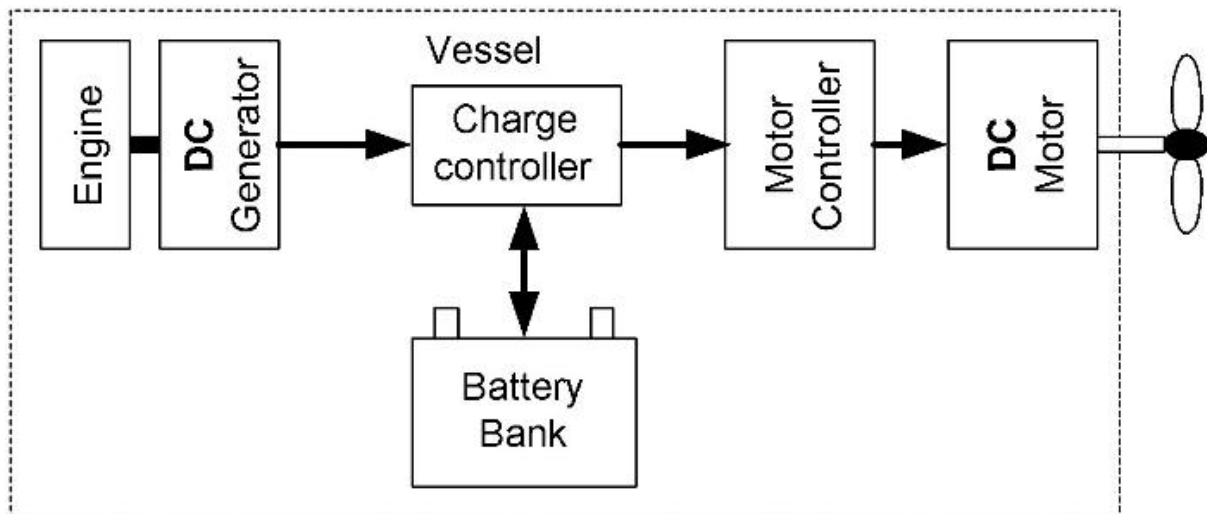 Vessel
Engine
DC
Generator
Charge
controller
Motor
Controller
DC
Motor
Battery
Bank